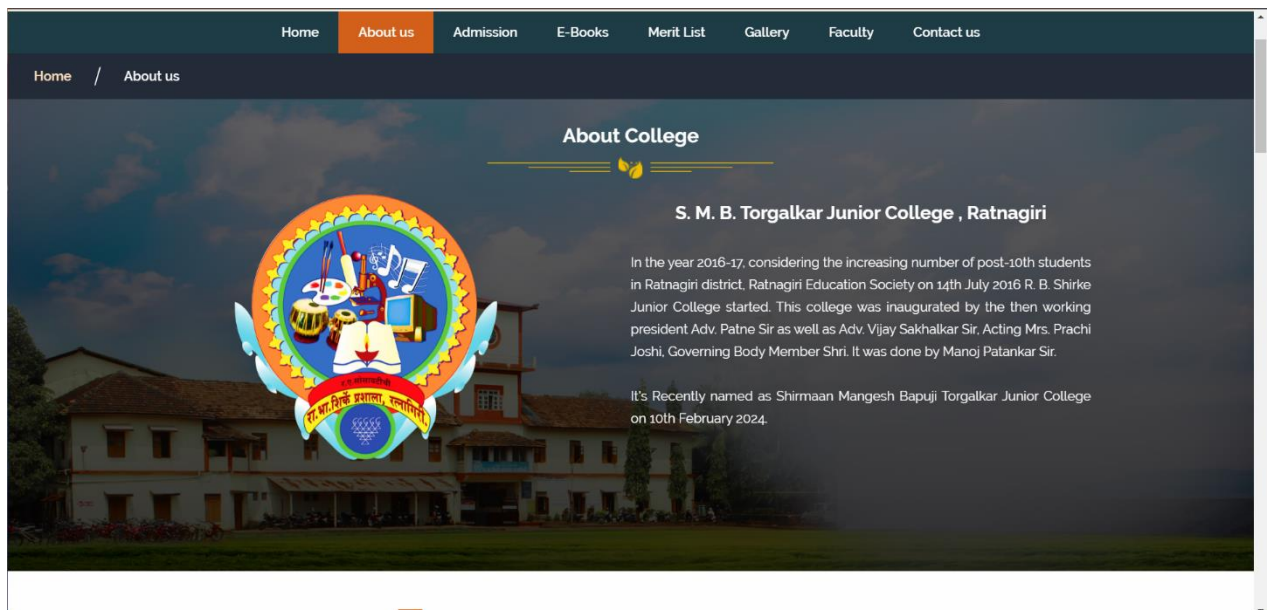 Home About us Admission E-Books Merit List Gallery Faculty Contact us
Home / About us
About College
S. M. B. Torgalkar Junior College , Ratnagiri
In the year 2016-17, considering the increasing number of post-10th students
in Ratnagiri district, Ratnagiri Education Society on 14th July 2016 R. B. Shirke
Junior College started. This college was inaugurated by the then working
president Adv. Patne Sir as well as Adv. Vijay Sakhalkar Sir, Acting Mrs. Prachi
Joshi, Governing Body Member Shri. It was done by Manoj Patankar Sir.
It's Recently named as Shirmaan Mangesh Bapuji Torgalkar Junior College
on 10th February 2024.
र.ए.सोसायटीची
रा.भा.शिर्के प्रशाला, रत्नागिरी.